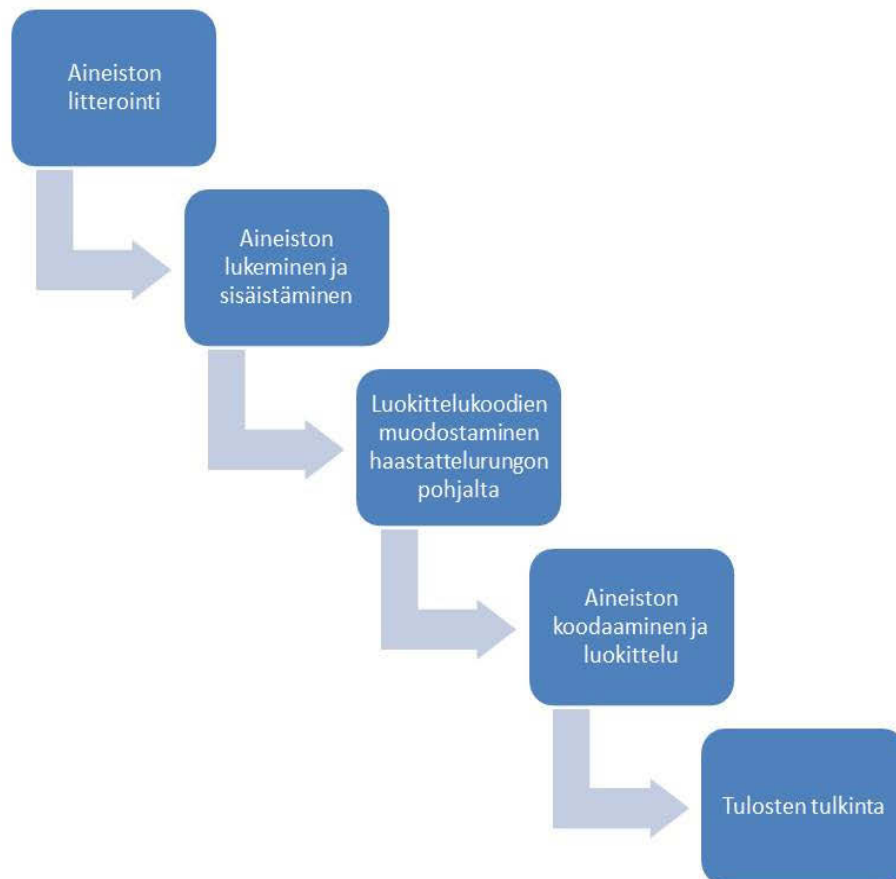 Aineiston
litterointi
Aineiston
lukeminen ja
sisäistäminen
Luokittelukoodien
muodostaminen
haastattelurungon
pohjalta
Aineiston
koodaaminen ja
luokittelu
Tulosten tulkinta